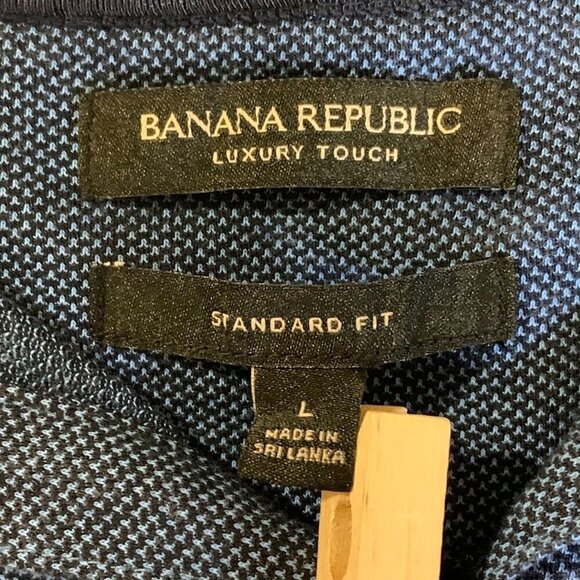 BANANA REPUBLIC
LUXURY TOUCH
STANDARD FIT
L
MADE IN
SRI LANKA